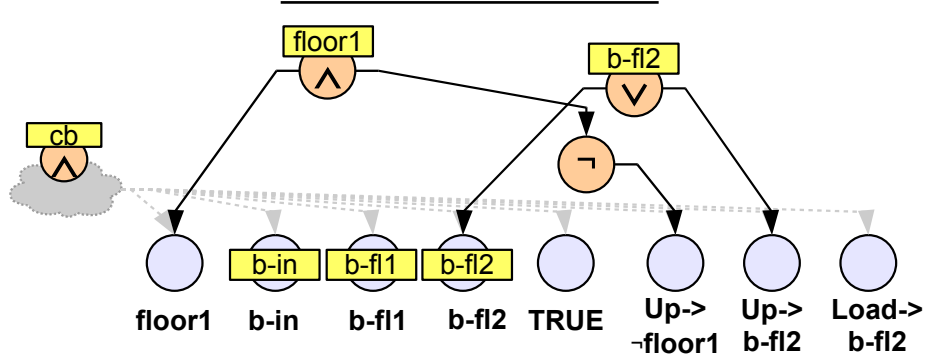 floor1
∧
b-fl2
∨
cb
∧
¬
b-in
b-fl1
b-fl2
floor1
b-in
b-fl1
b-fl2
TRUE
Up->
¬floor1
Up->
b-fl2
Load->
b-fl2